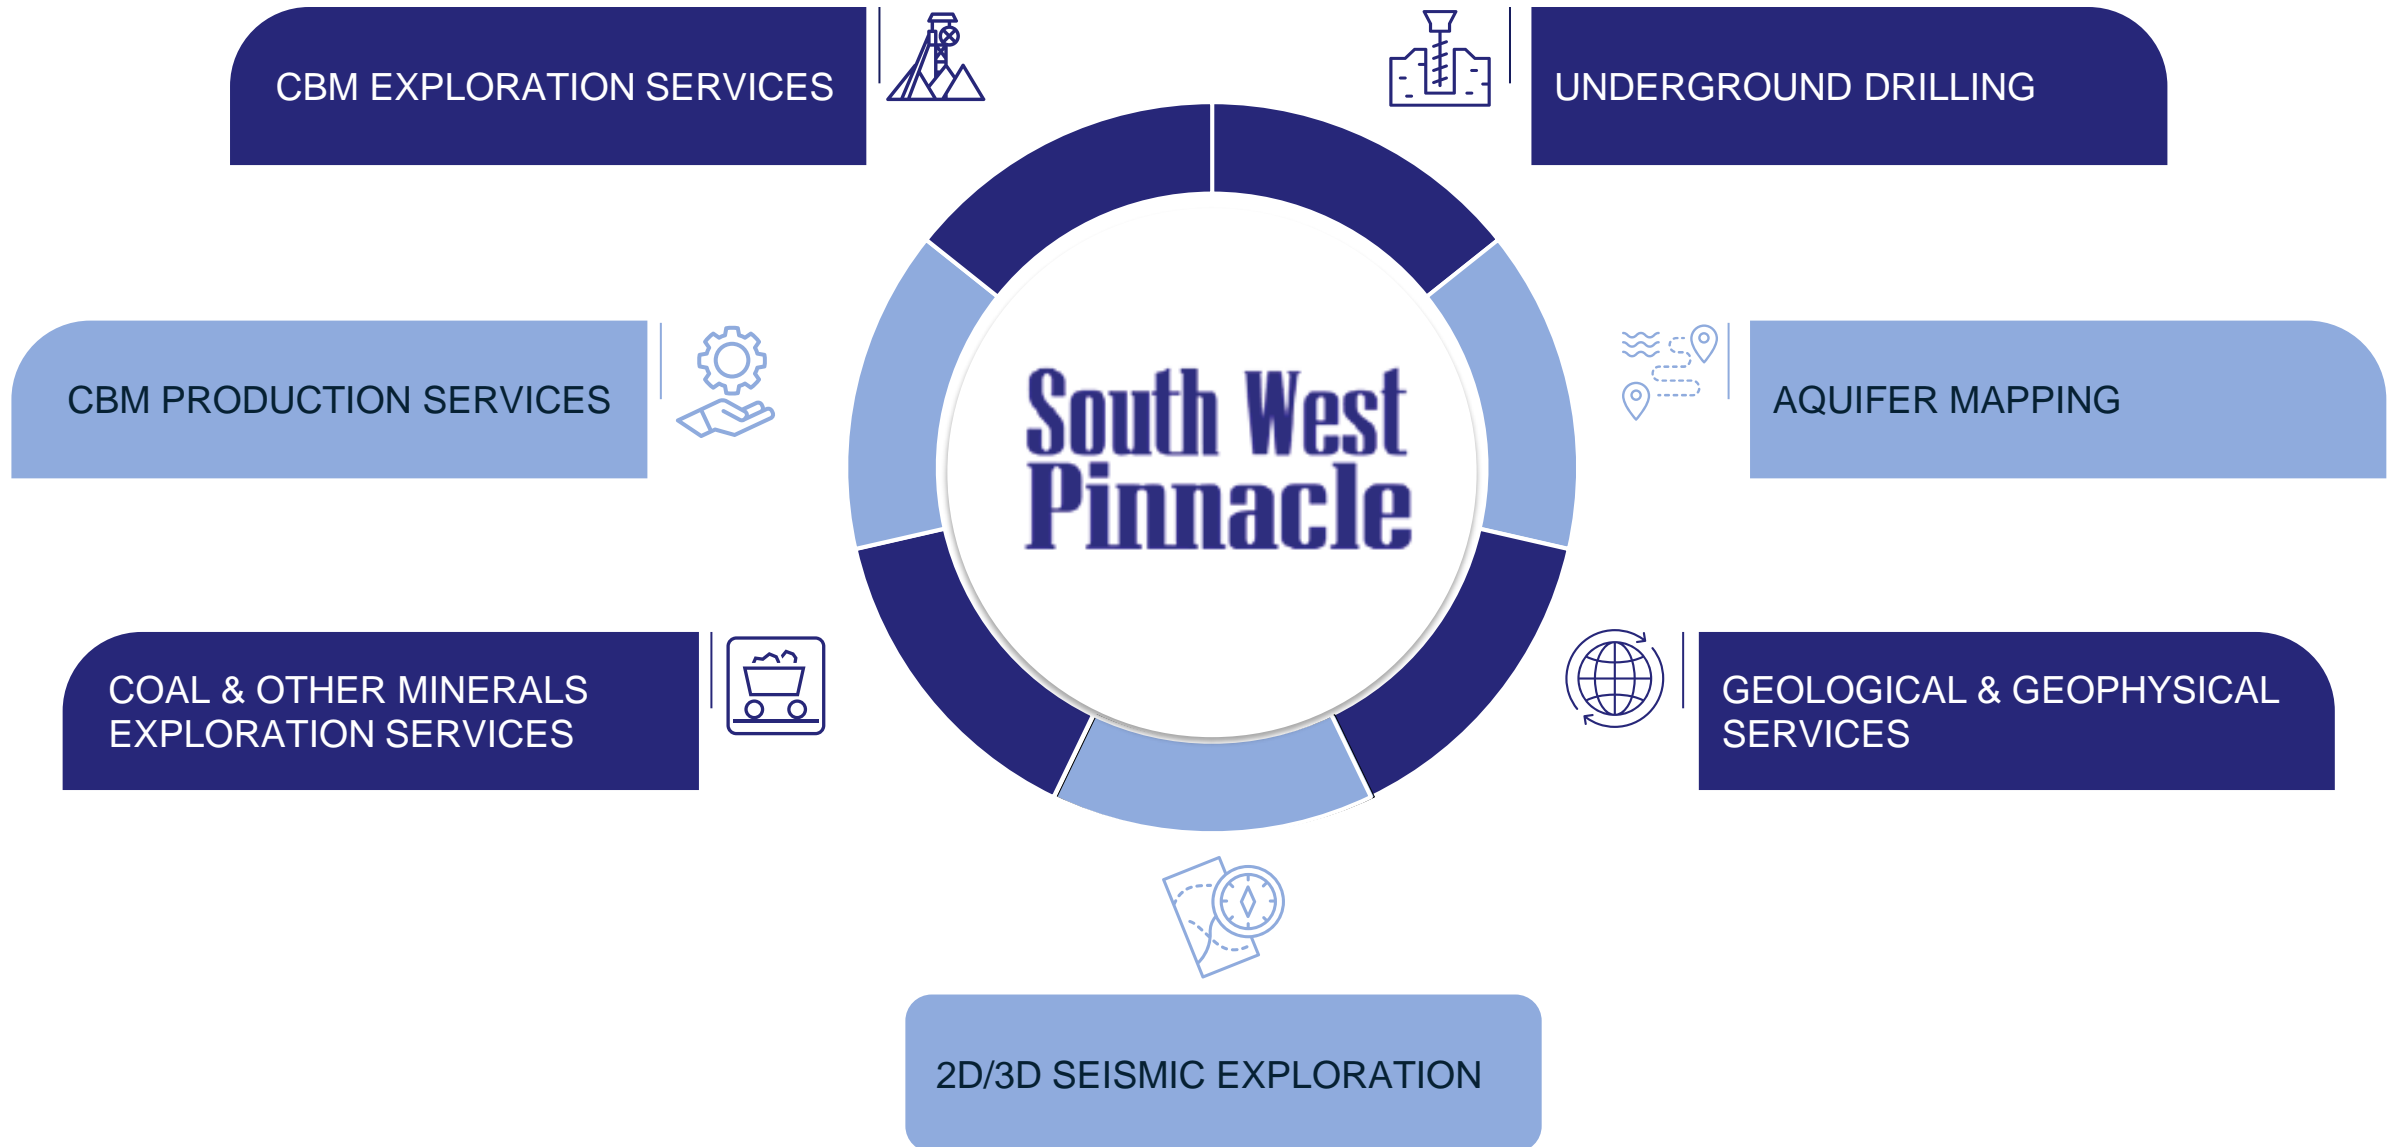 CBM EXPLORATION SERVICES
UNDERGROUND DRILLING
CBM PRODUCTION SERVICES
South West
Pinnacle
AQUIFER MAPPING
COAL & OTHER MINERALS
EXPLORATION SERVICES
GEOLOGICAL & GEOPHYSICAL
SERVICES
2D/3D SEISMIC EXPLORATION